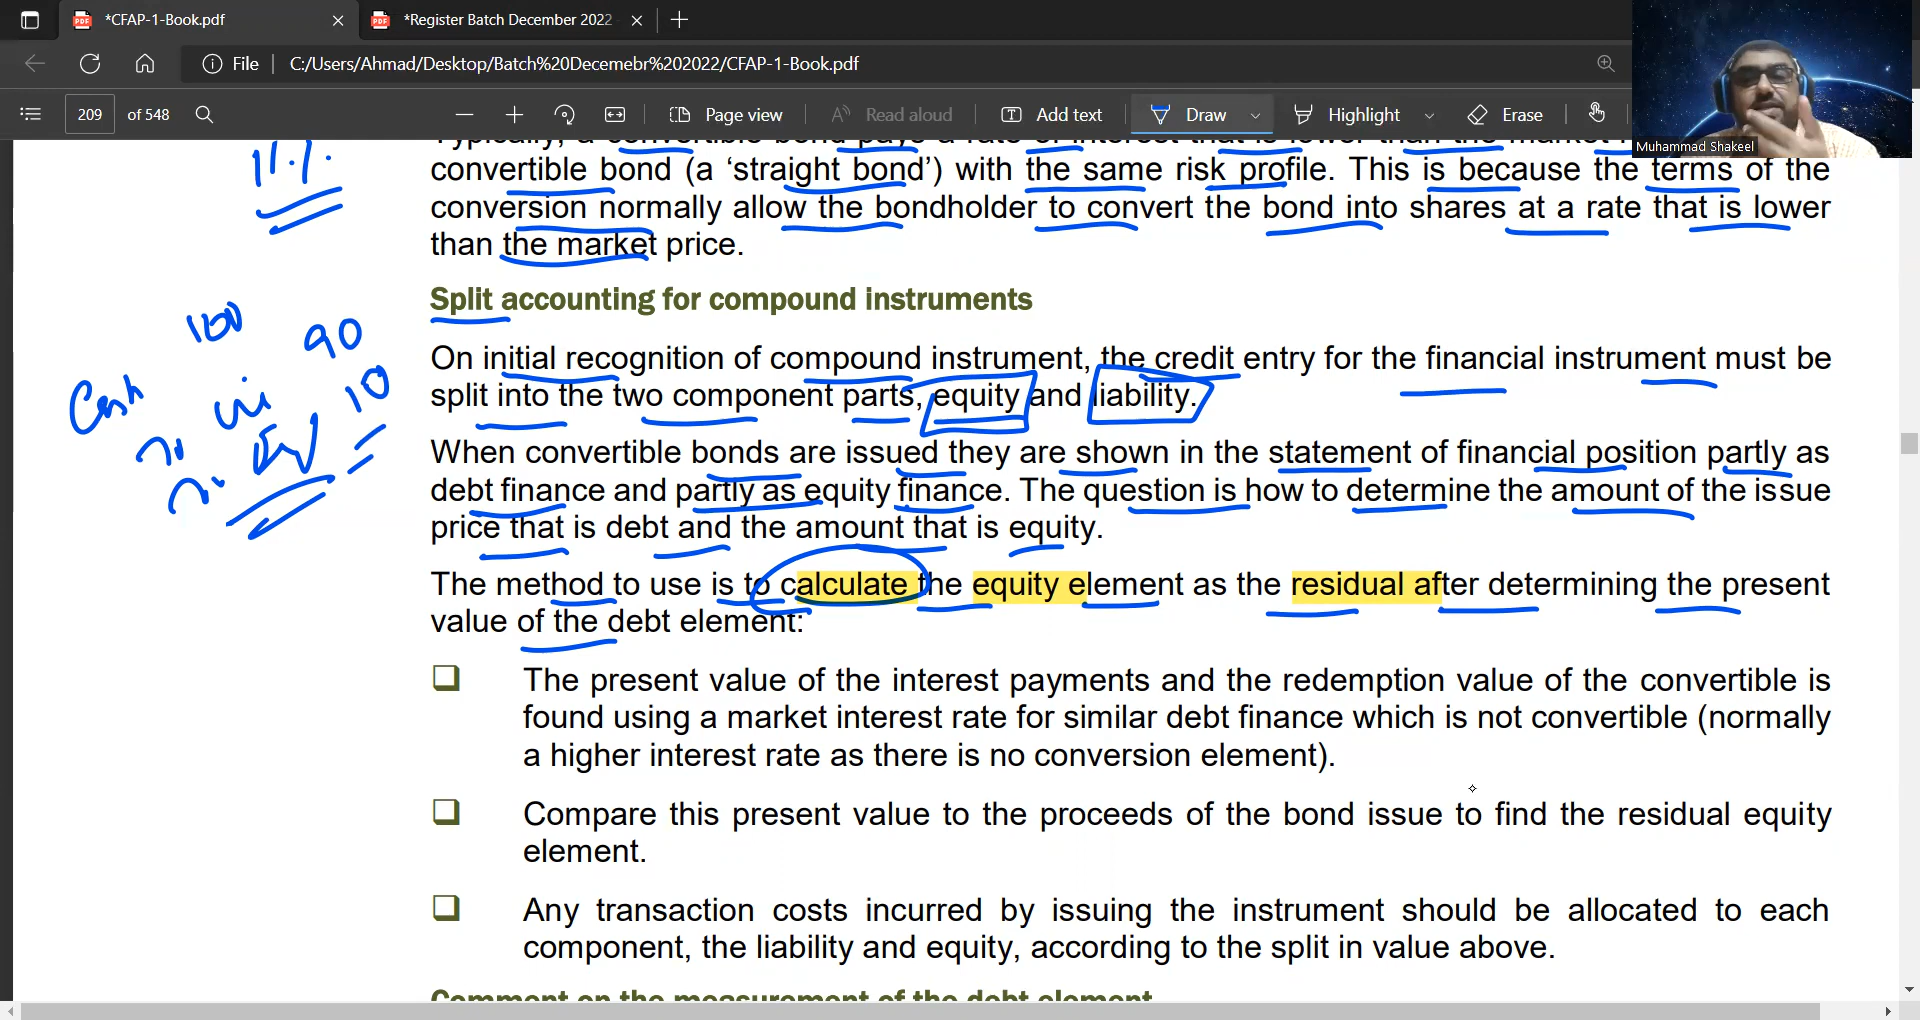 *CFAP-1-Book.pdf
*Register Batch December 2022
File
C:/Users/Ahmad/Desktop/Batch%20Decemebr%202022/CFAP-1-Book.pdf
209 of 548
Page view
Read aloud
Add text
Draw
Highlight
Erase
Muhammad Shakeel
convertible bond (a ‘straight bond’) with the same risk profile. This is because the terms of the
conversion normally allow the bondholder to convert the bond into shares at a rate that is lower
than the market price.
11%
Split accounting for compound instruments
On initial recognition of compound instrument, the credit entry for the financial instrument must be
split into the two component parts, equity and liability.
100
90
Cash
10
When convertible bonds are issued they are shown in the statement of financial position partly as
debt finance and partly as equity finance. The question is how to determine the amount of the issue
price that is debt and the amount that is equity.
The method to use is to calculate the equity element as the residual after determining the present
value of the debt element:
The present value of the interest payments and the redemption value of the convertible is
found using a market interest rate for similar debt finance which is not convertible (normally
a higher interest rate as there is no conversion element).
Compare this present value to the proceeds of the bond issue to find the residual equity
element.
Any transaction costs incurred by issuing the instrument should be allocated to each
component, the liability and equity, according to the split in value above.
Comment on the measurement of the debt element